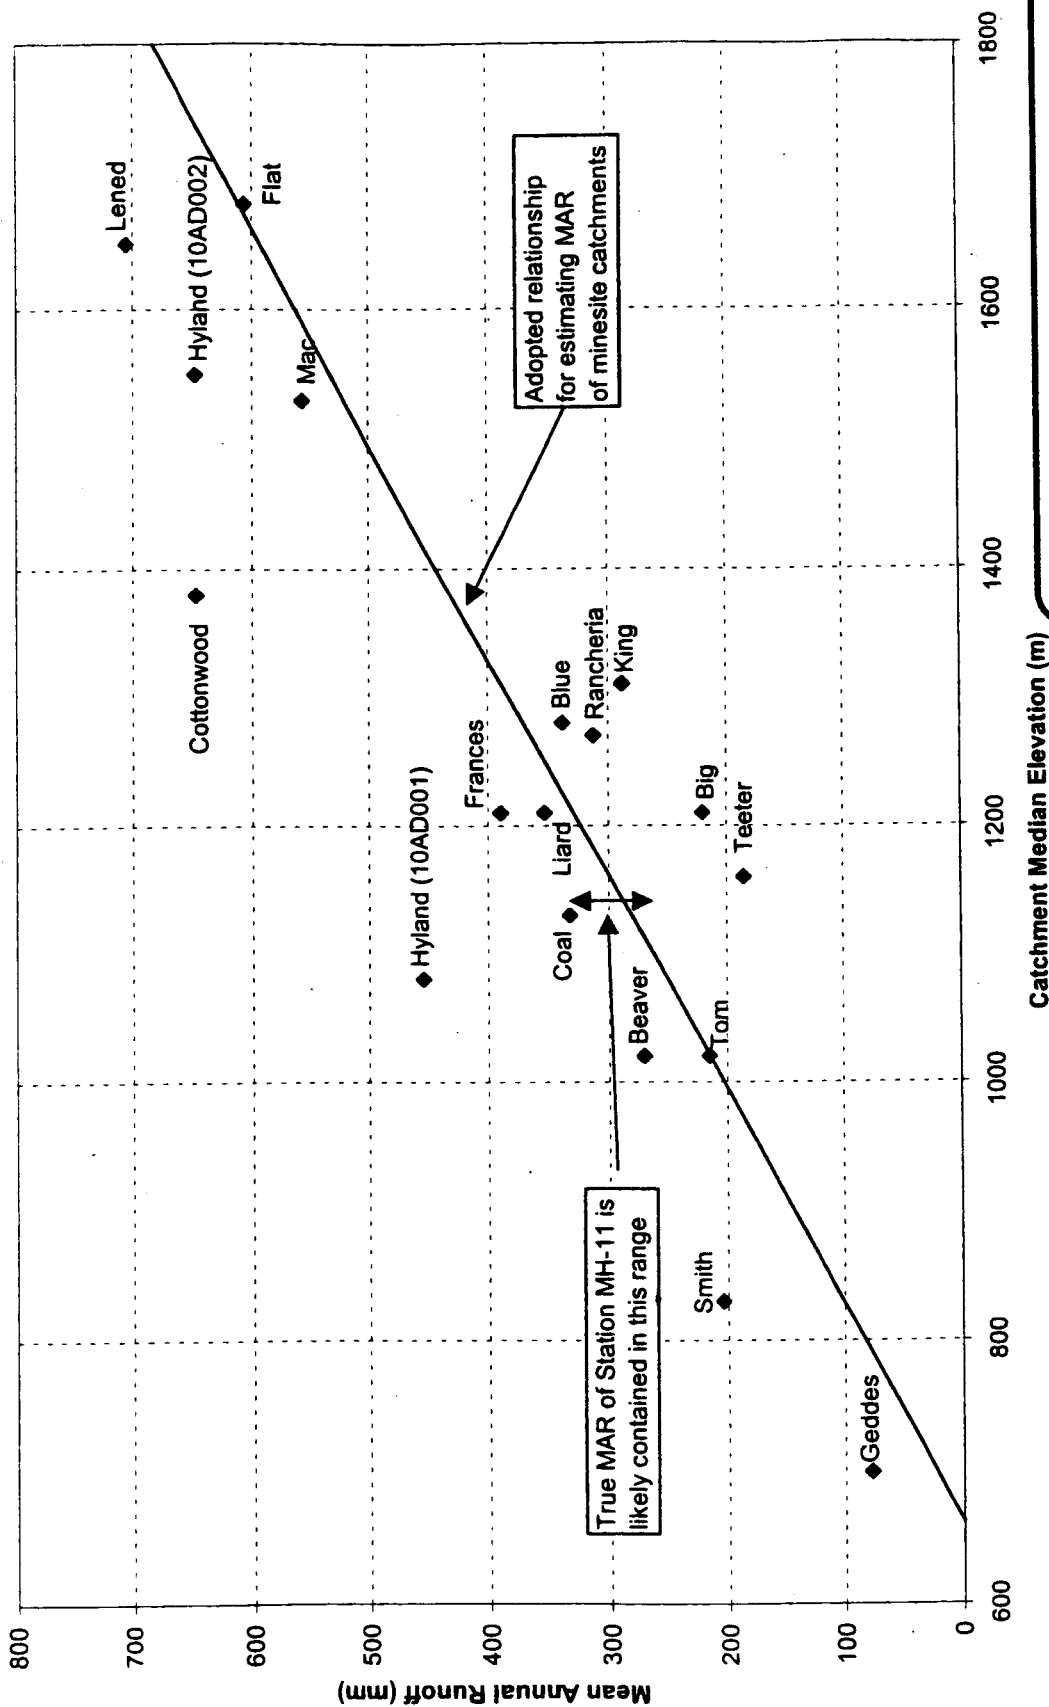 800
700
600
500
400
300
200
100
0
Mean Annual Runoff (mm)
600
800
1000
1200
1400
1600
1800
Catchment Median Elevation (m)
Lened
Hyland (10AD002)
Flat
Mac
Cottonwood
Adopted relationship
for estimating MAR
of minesite catchments
Hyland (10AD001)
Frances
Liard
Blue
Rancheria
King
Coal
Beaver
Tom
Big
Teeter
True MAR of Station MH-11 is
likely contained in this range
Smith
Geddes